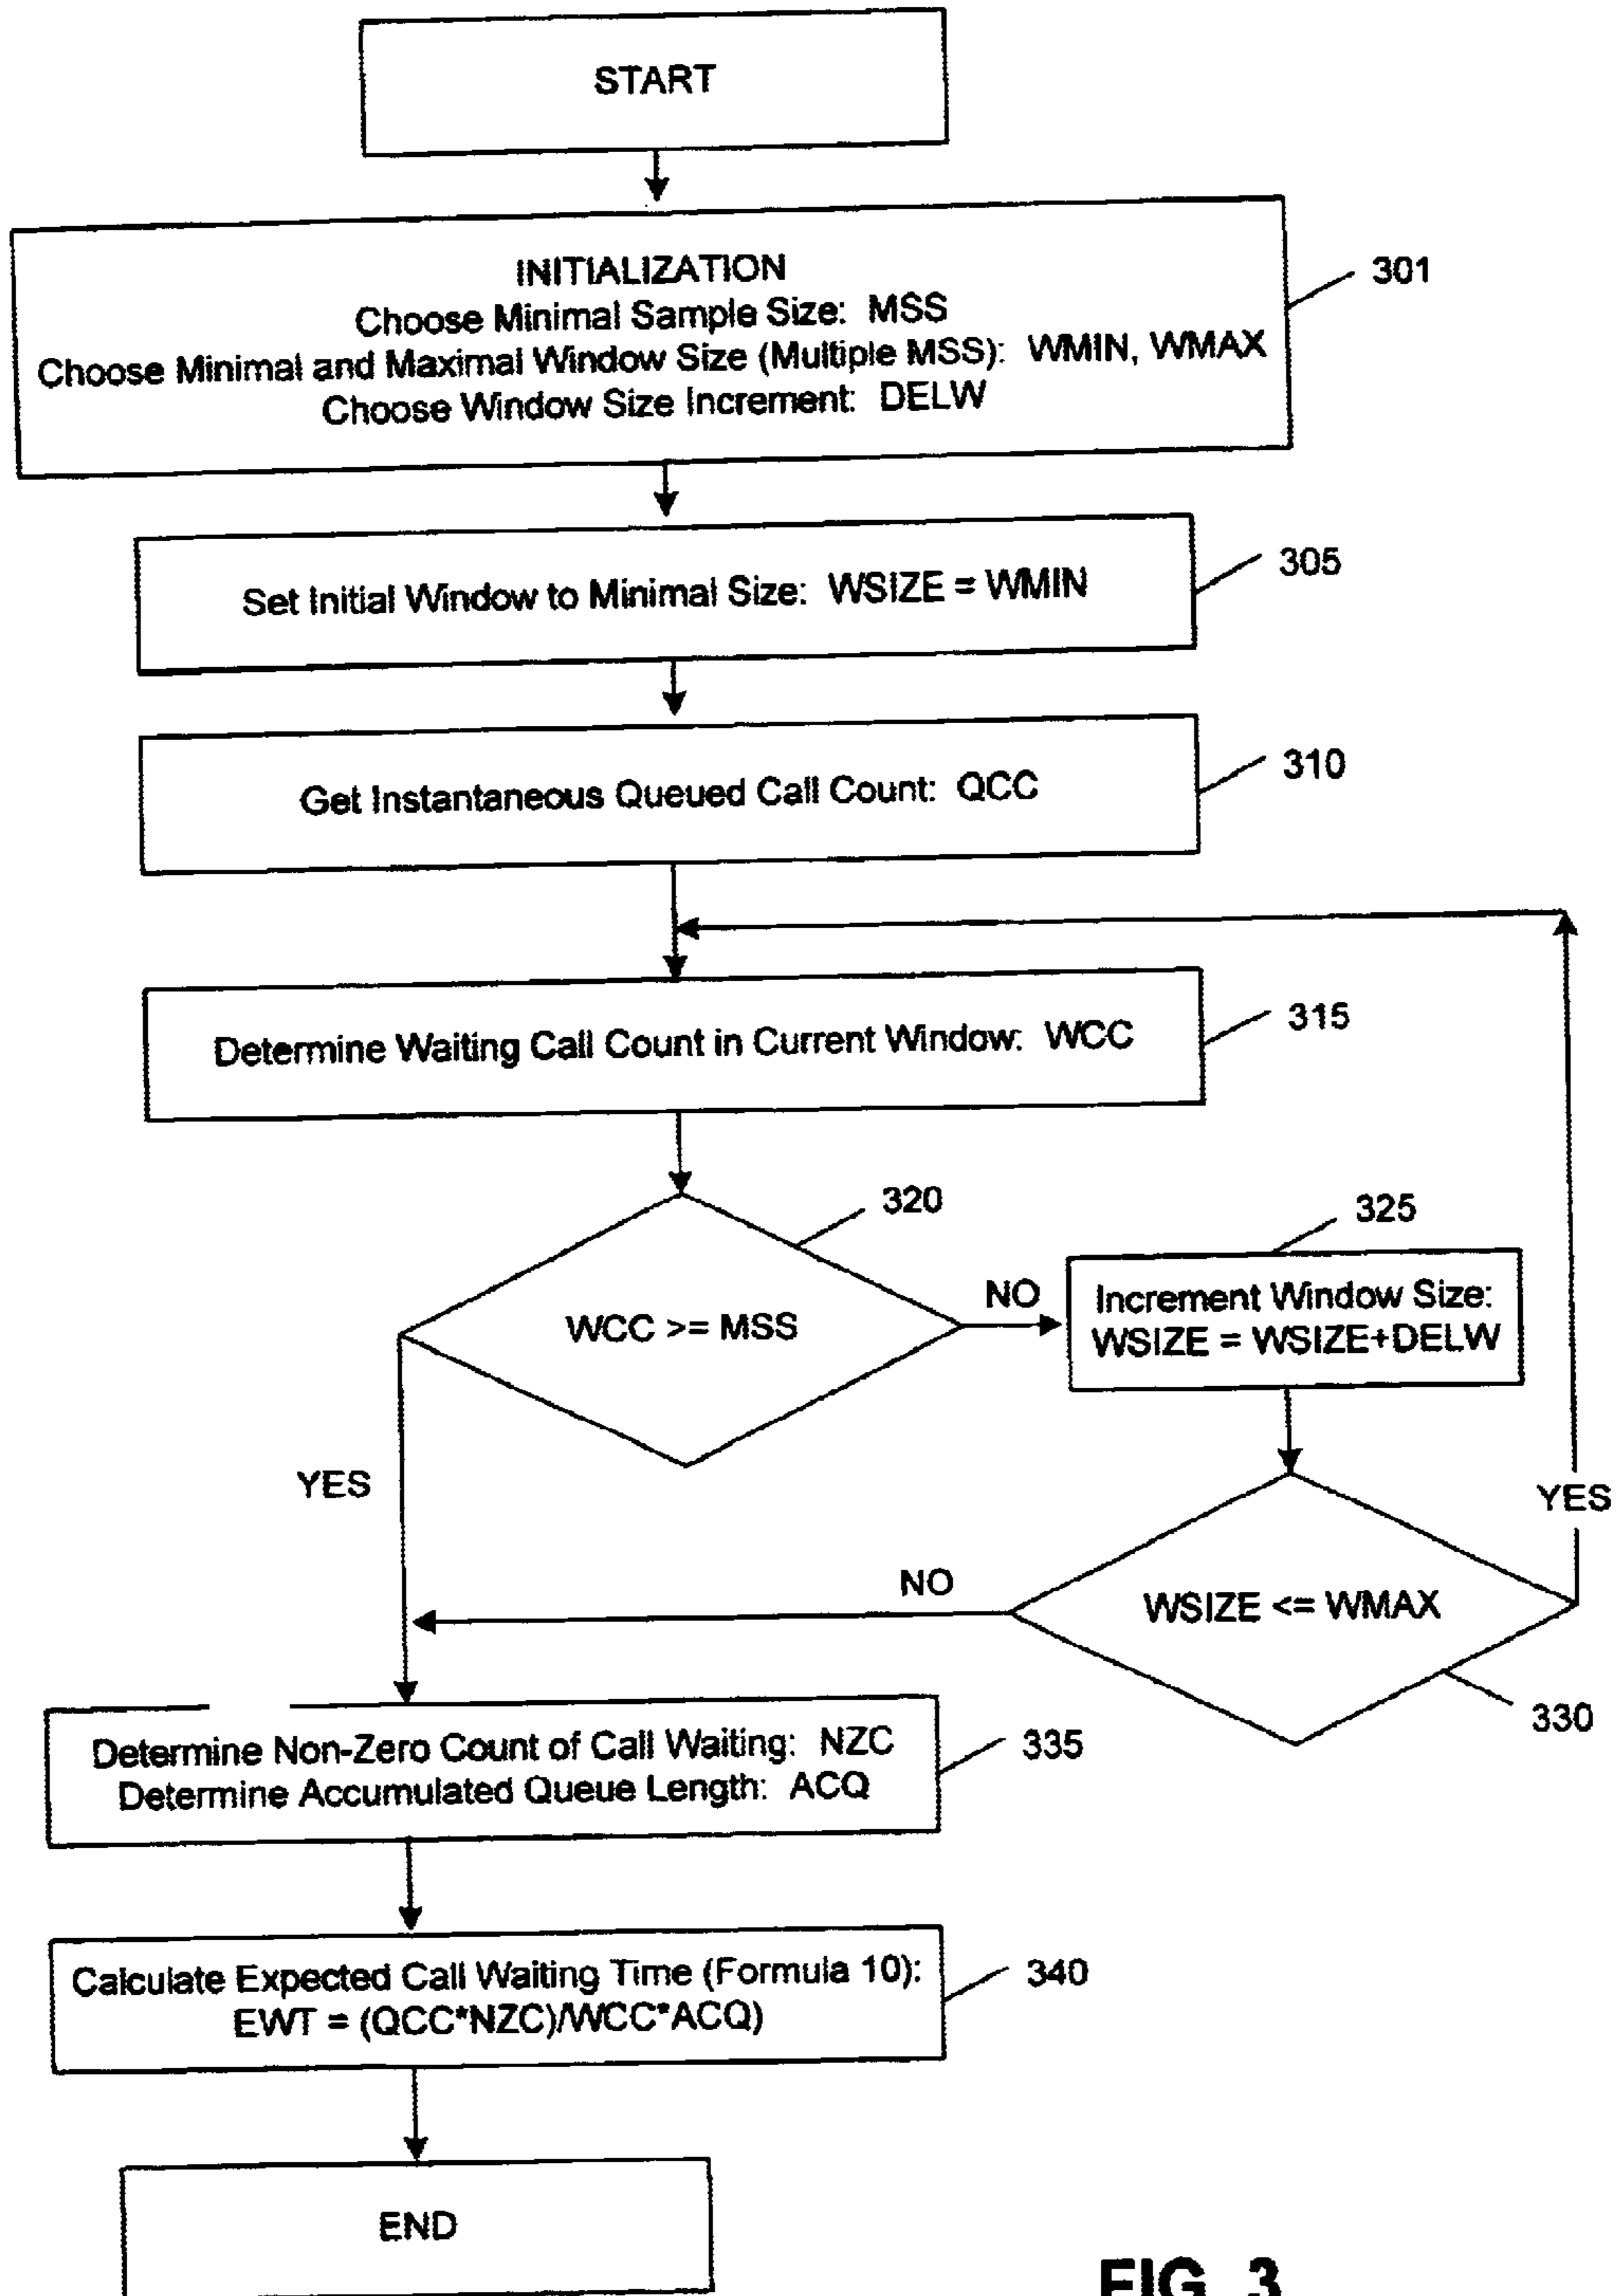 START
INITIALIZATION
Choose Minimal Sample Size: MSS
Choose Minimal and Maximal Window Size (Multiple MSS): WMIN, WMAX
Choose Window Size Increment: DELW
301
Set Initial Window to Minimal Size: WSIZE = WMIN
305
Get Instantaneous Queued Call Count: QCC
310
Determine Waiting Call Count in Current Window: WCC
315
320
WCC >= MSS
NO
325
Increment Window Size:
WSIZE = WSIZE+DELW
YES
YES
NO
WSIZE <= WMAX
330
Determine Non-Zero Count of Call Waiting: NZC
Determine Accumulated Queue Length: ACQ
335
Calculate Expected Call Waiting Time (Formula 10):
EWT = (QCC*NZC)/WCC*ACQ)
340
END
FIG. 3